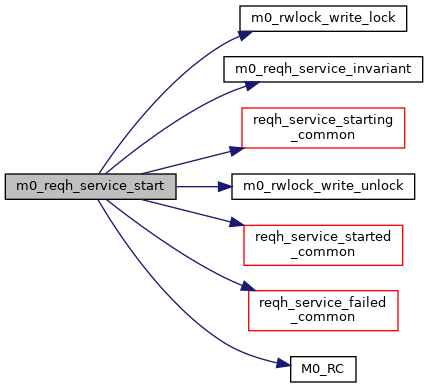 m0_rwlock_write_lock
m0_reqh_service_invariant
reqh_service_starting
_common
m0_reqh_service_start
m0_rwlock_write_unlock
reqh_service_started
_common
reqh_service_failed
_common
M0_RC